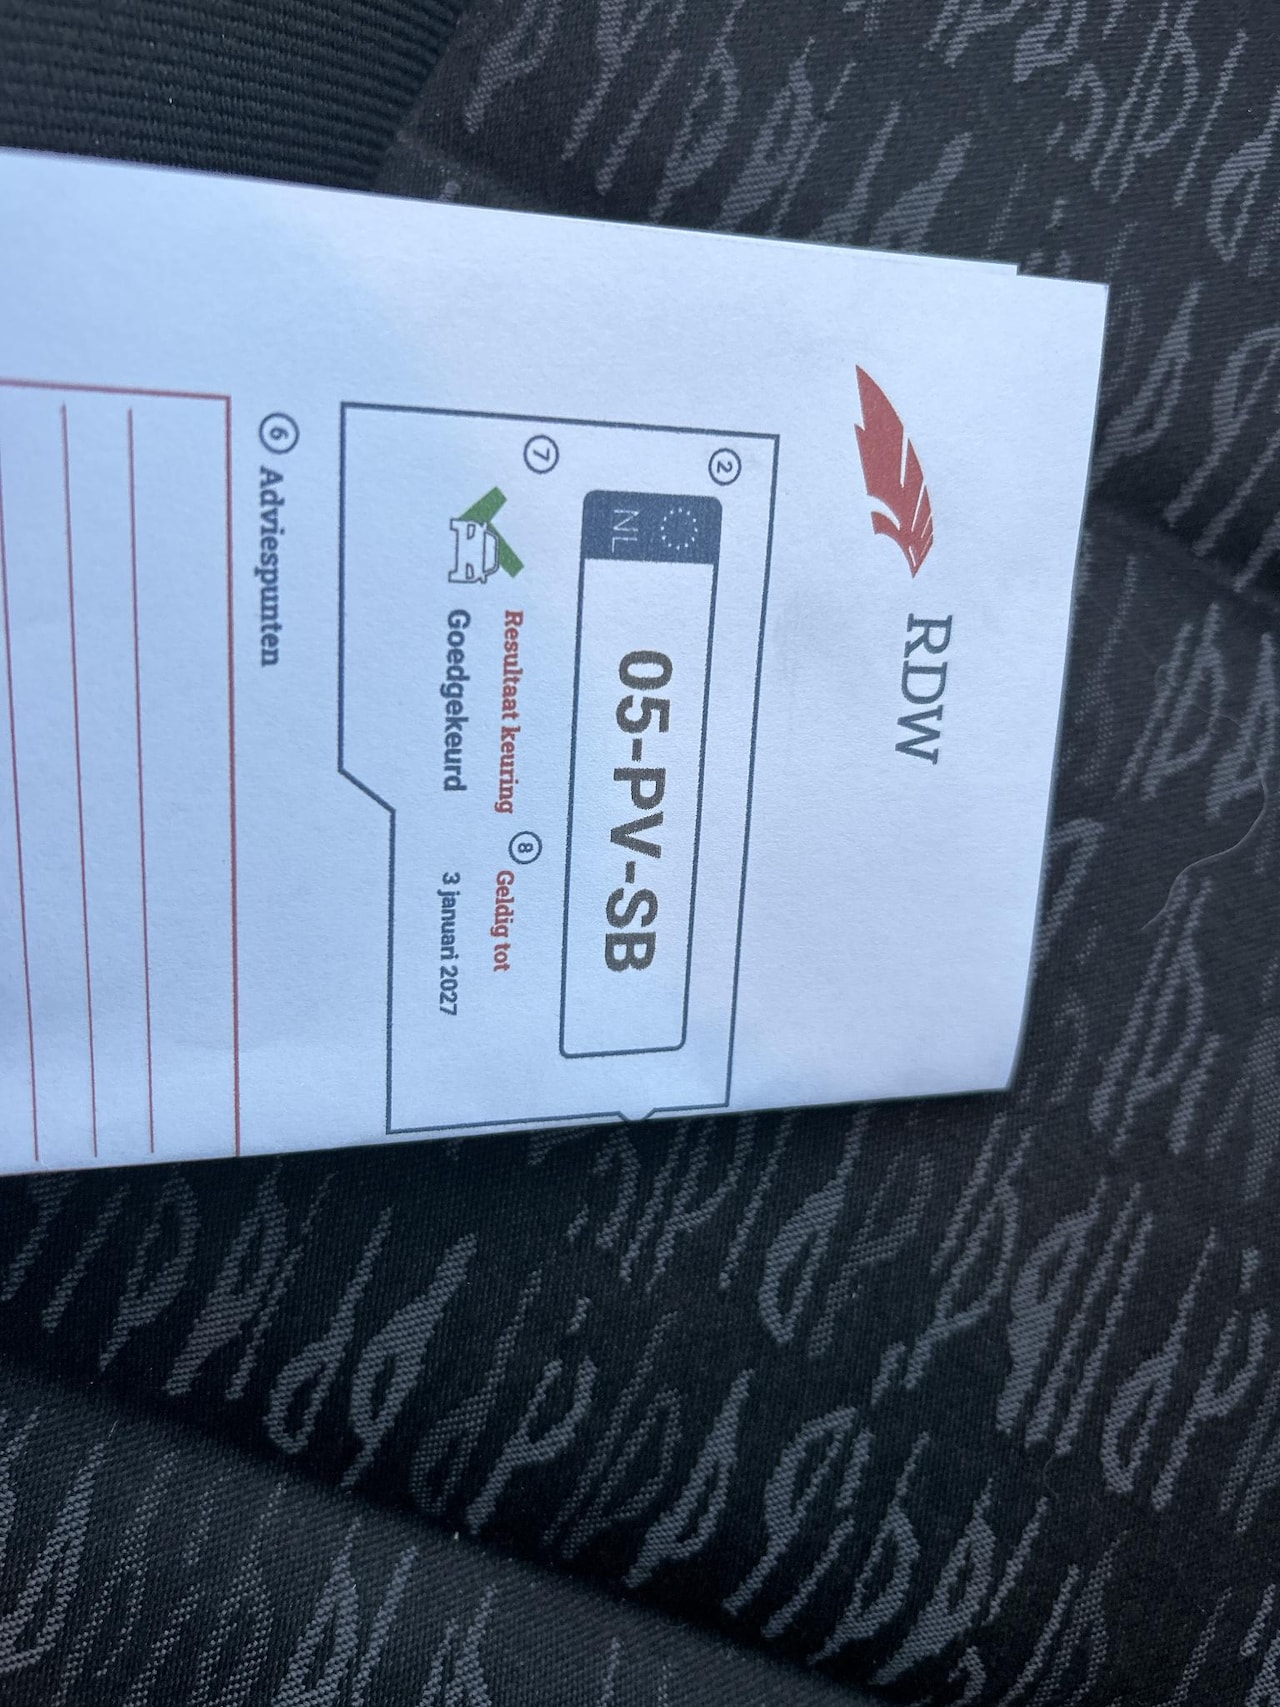 RDW
2
NL
05-PV-SB
7
Resultaat keuring
8
Geldig tot
Goedgekeurd
3 januari 2027
6 Adviespunten